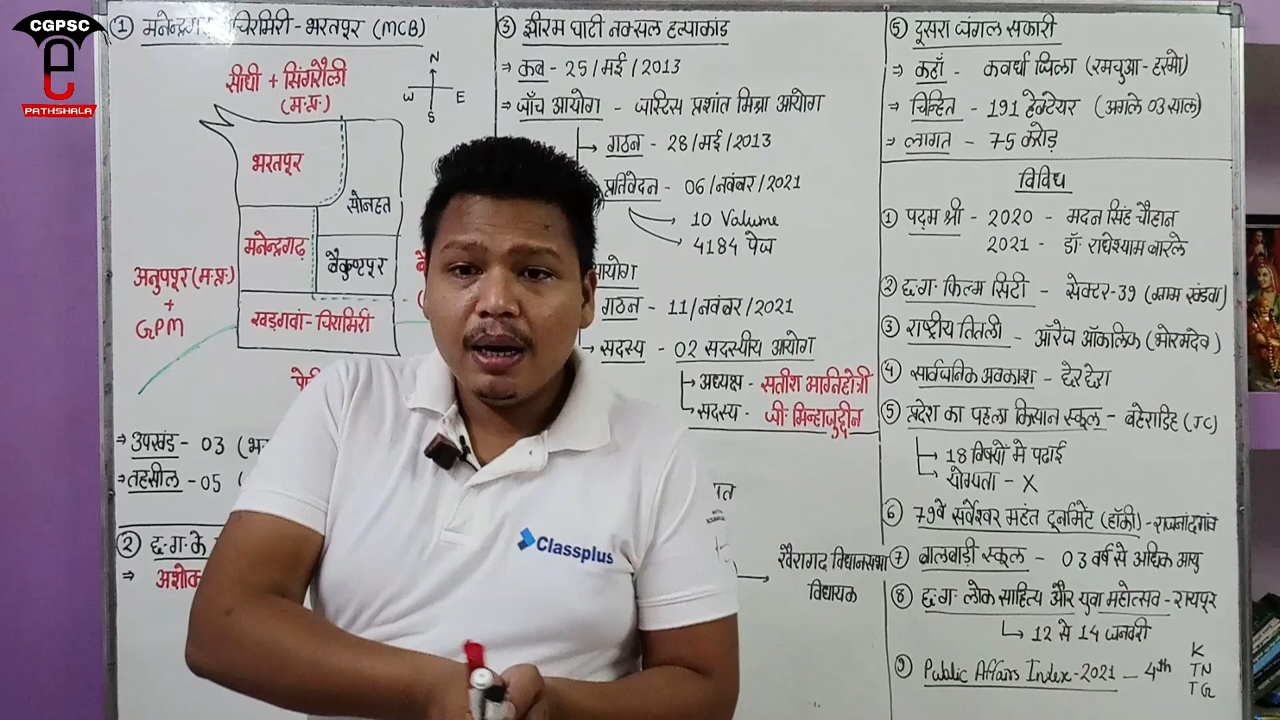 CGPSC
e
PATHSHALA
① मनेन्द्रगढ़ चिरमिरी-भरतपुर (MCB)
सीधी + सिंगरौली
(म.प्र.)
N
W E
S
भरतपुर
सोनहत
मनेन्द्रगढ़
बैकुण्ठपुर
अनुपपुर (म.प्र.)
+
GPM
खड़गवां-चिरमिरी
⇒ उपखंड - 03
⇒ तहसील - 05
② छ.ग. के
⇒ अशोक
③ झीरम घाटी नक्सल हत्याकांड
⇒ कब - 25/मई/2013
⇒ जाँच आयोग - जास्टिस प्रशांत मिश्रा आयोग
गठन - 28/मई/2013
प्रतिवेदन - 06/नवंबर/2021
10 Volume
4184 पेज
आयोग
गठन - 11/नवंबर/2021
सदस्य - 02 सदस्यीय आयोग
अध्यक्ष - सतीश अग्निहोत्री
सदस्य - जी. मिन्हाजुद्दीन
खैरागढ़ विधानसभा
विधायक
⑤ दूसरा जंगल सफारी
⇒ कहाँ - कवर्धा जिला
⇒ चिन्हित - 191 हेक्टेयर (अगले 03 साल)
⇒ लागत - 75 करोड़
विविध
① पद्म श्री - 2020 - मदन सिंह चौहान
2021 - डॉ राधेश्याम बारले
② छ.ग. फिल्म सिटी - सेक्टर-39 (ग्राम खंडवा)
③ राष्ट्रीय तितली - ऑरेंज ऑकलिफ (भोरमदेव)
④ सार्वजनिक अवकाश - छेरछेरा
⑤ प्रदेश का पहला किसान स्कूल - बहेराडिह (JC)
18 विषयों में पढाई
योग्यता - X
⑥ 79वें सर्वेश्वर महंत टूर्नामेंट (हॉकी) - राजनांदगांव
⑦ बालबाड़ी स्कूल - 03 वर्ष से अधिक आयु
⑧ छ.ग. लोक साहित्य और युवा महोत्सव - रायपुर
12 से 14 जनवरी
⑨ Public Affairs Index-2021 - 4th
K
TN
TG
Classplus